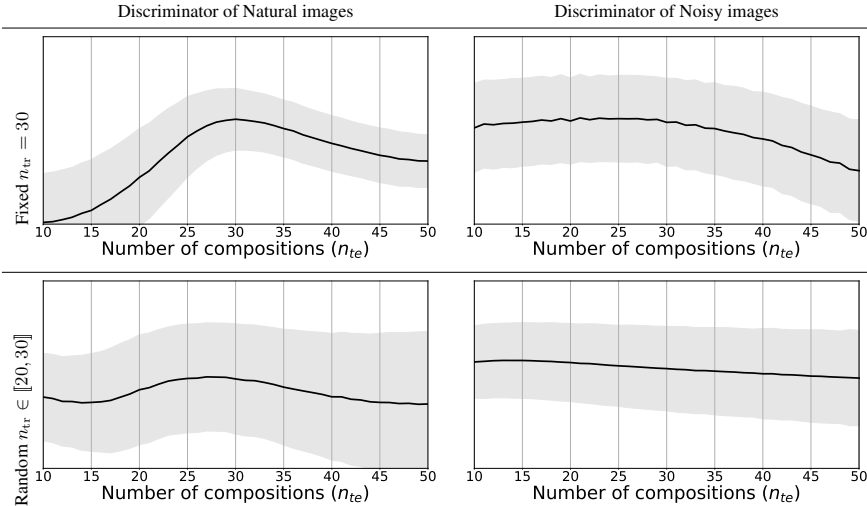 Discriminator of Natural images
Discriminator of Noisy images
Fixed n_tr = 30
10 15 20 25 30 35 40 45 50
Number of compositions (n_te)
10 15 20 25 30 35 40 45 50
Number of compositions (n_te)
Random n_tr ∈ ⟦20, 30⟧
10 15 20 25 30 35 40 45 50
Number of compositions (n_te)
10 15 20 25 30 35 40 45 50
Number of compositions (n_te)